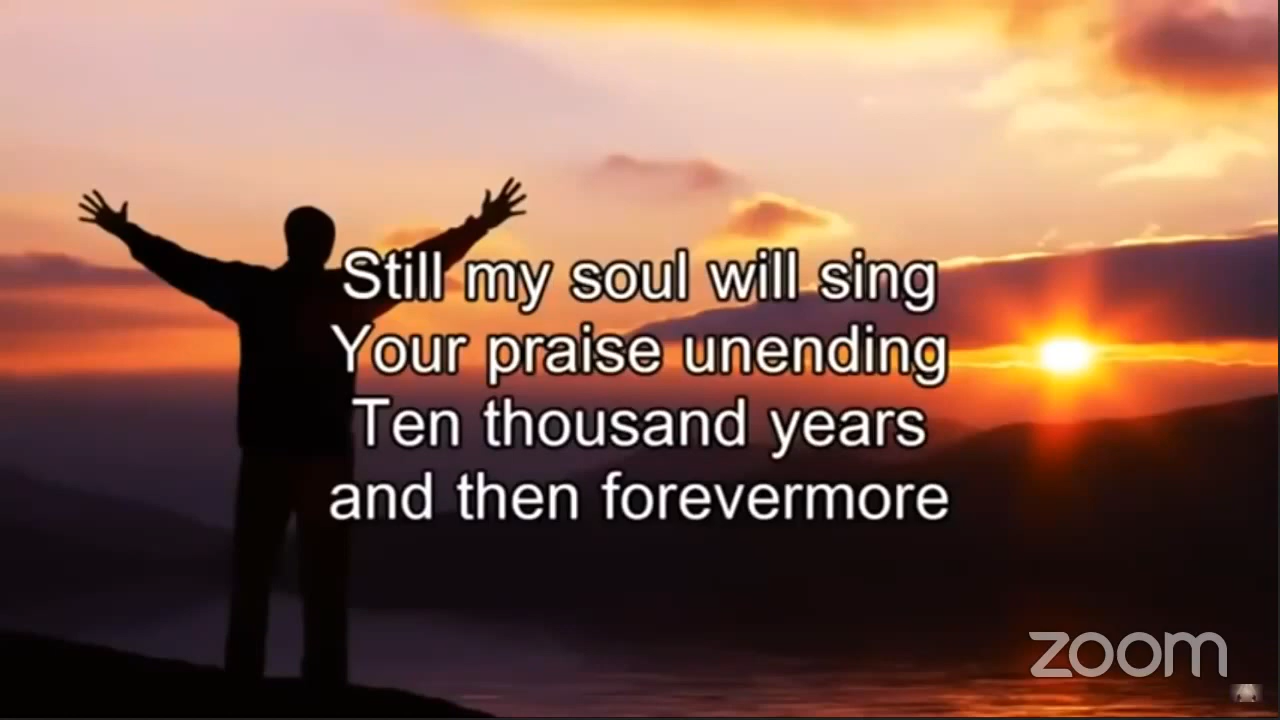 Still my soul will sing
Your praise unending
Ten thousand years
and then forevermore
zoom